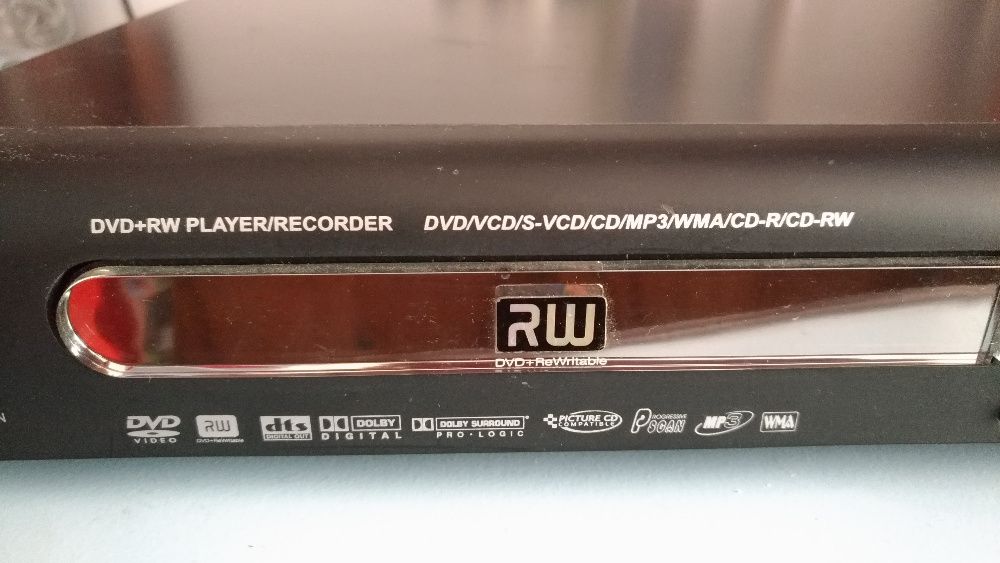 DVD+RW PLAYER/RECORDER DVD/VCD/S-VCD/CD/MP3/WMA/CD-R/CD-RW
RW
DVD+ReWritable
N
DVD VIDEO
RW DVD+ReWritable
dts DIGITAL OUT
DOLBY DIGITAL
DOLBY SURROUND PRO·LOGIC
PICTURE CD COMPATIBLE
PROGRESSIVE SCAN
MP3
WMA